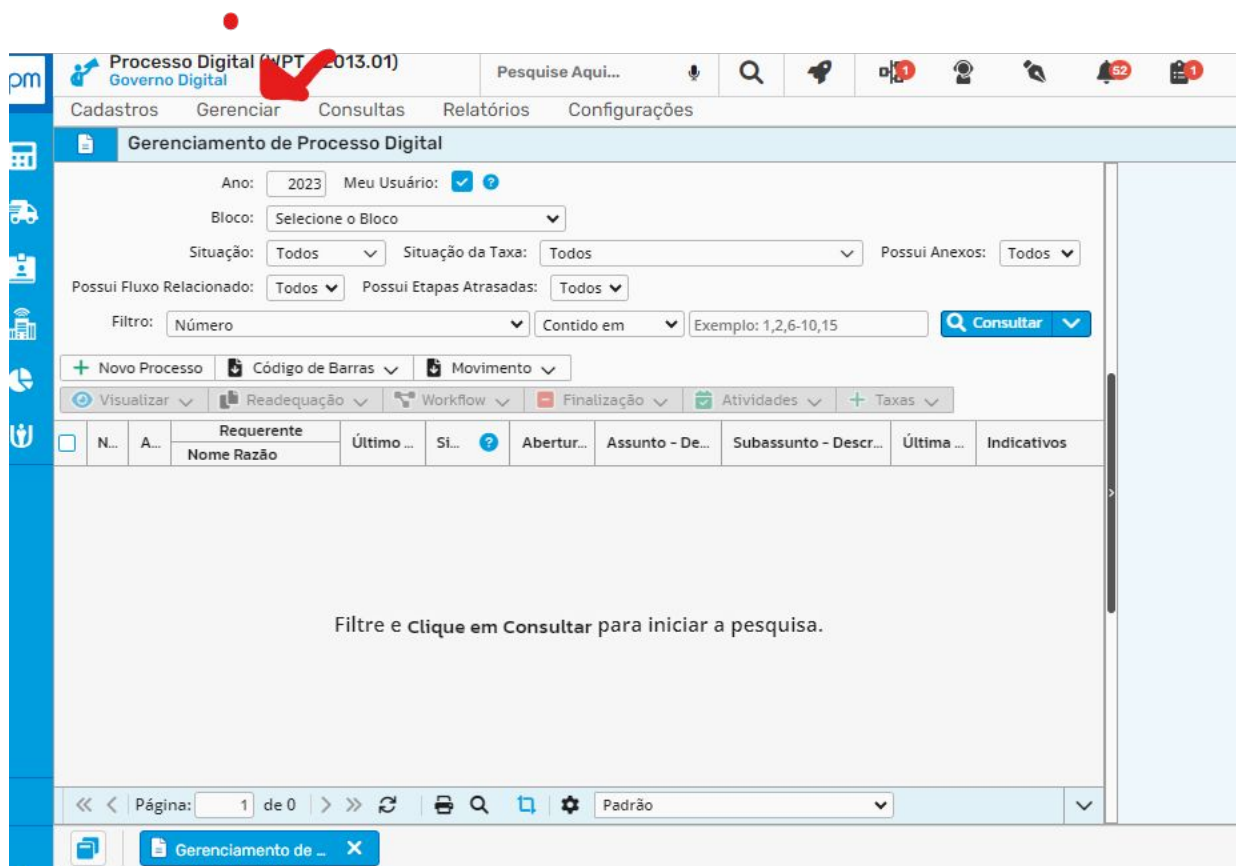 om
Processo Digital (WPT 2013.01)
Governo Digital
Pesquise Aqui...
1
52
1
Cadastros Gerenciar Consultas Relatórios Configurações
Gerenciamento de Processo Digital
Ano: 2023 Meu Usuário: ?
Bloco: Selecione o Bloco
Situação: Todos Situação da Taxa: Todos Possui Anexos: Todos
Possui Fluxo Relacionado: Todos Possui Etapas Atrasadas: Todos
Filtro: Número Contido em Exemplo: 1,2,6-10,15 Consultar
+ Novo Processo Código de Barras Movimento
Visualizar Readequação Workflow Finalização Atividades + Taxas
N... A... Requerente Último ... Si... ? Abertur... Assunto - De... Subassunto - Descr... Última ... Indicativos
Nome Razão
Filtre e Clique em Consultar para iniciar a pesquisa.
Página: 1 de 0 Padrão
Gerenciamento de ... X